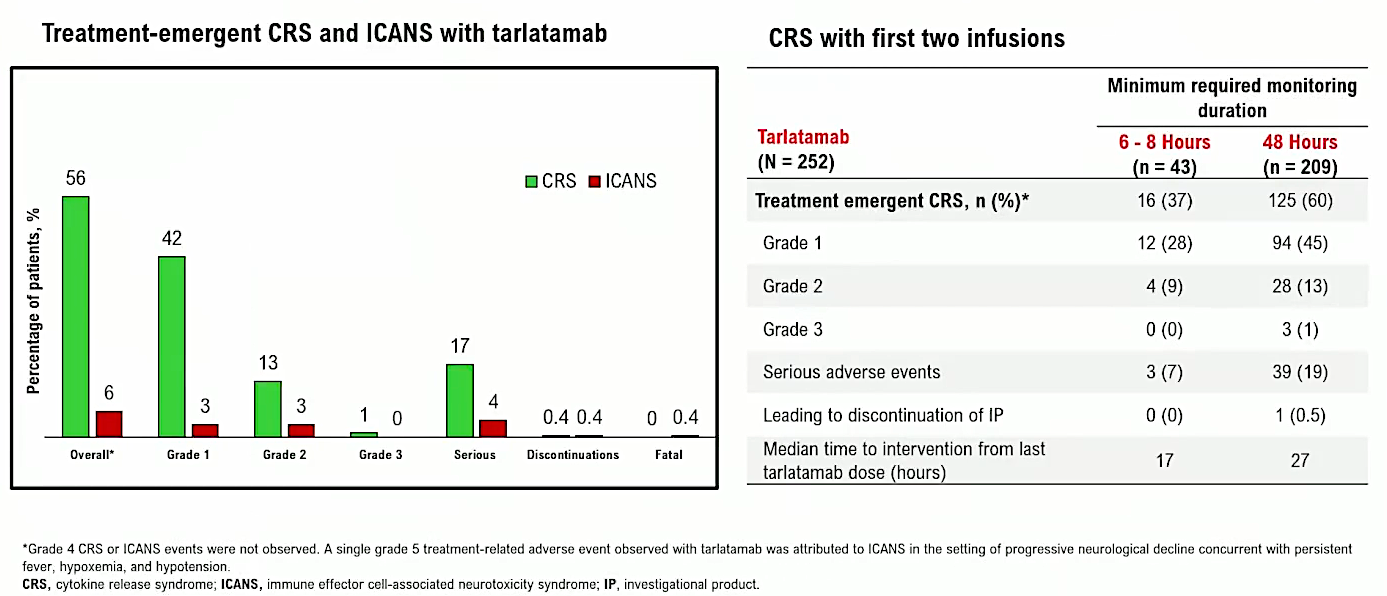 Treatment-emergent CRS and ICANS with tarlatamab
Percentage of patients, %
CRS ICANS
56
6
42
3
13
3
1
0
17
4
0.4
0.4
0
0.4
Overall*
Grade 1
Grade 2
Grade 3
Serious
Discontinuations
Fatal
CRS with first two infusions
Minimum required monitoring
duration
Tarlatamab
(N = 252)
6 - 8 Hours
(n = 43)
48 Hours
(n = 209)
Treatment emergent CRS, n (%)* 16 (37) 125 (60)
Grade 1 12 (28) 94 (45)
Grade 2 4 (9) 28 (13)
Grade 3 0 (0) 3 (1)
Serious adverse events 3 (7) 39 (19)
Leading to discontinuation of IP 0 (0) 1 (0.5)
Median time to intervention from last
tarlatamab dose (hours) 17 27
*Grade 4 CRS or ICANS events were not observed. A single grade 5 treatment-related adverse event observed with tarlatamab was attributed to ICANS in the setting of progressive neurological decline concurrent with persistent
fever, hypoxemia, and hypotension.
CRS, cytokine release syndrome; ICANS, immune effector cell-associated neurotoxicity syndrome; IP, investigational product.